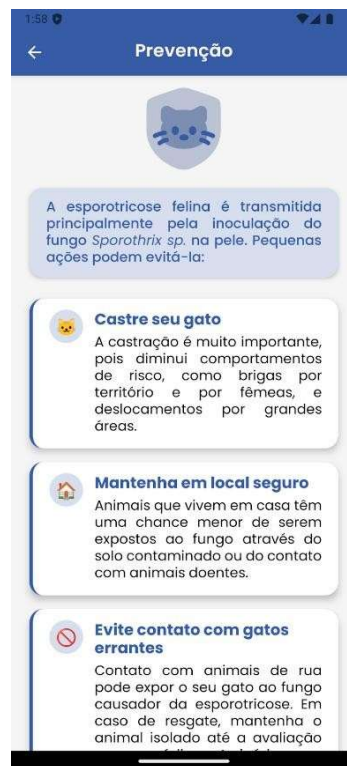 1:58
Prevenção
A esporotricose felina é transmitida
principalmente pela inoculação do
fungo Sporothrix sp. na pele. Pequenas
ações podem evitá-la:
Castre seu gato
A castração é muito importante,
pois diminui comportamentos
de risco, como brigas por
território e por fêmeas, e
deslocamentos por grandes
áreas.
Mantenha em local seguro
Animais que vivem em casa têm
uma chance menor de serem
expostos ao fungo através do
solo contaminado ou do contato
com animais doentes.
Evite contato com gatos
errantes
Contato com animais de rua
pode expor o seu gato ao fungo
causador da esporotricose. Em
caso de resgate, mantenha o
animal isolado até a avaliação